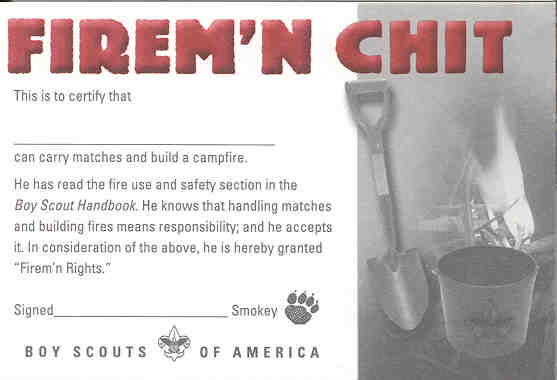 FIREM'N CHIT
This is to certify that
can carry matches and build a campfire.
He has read the fire use and safety section in the
Boy Scout Handbook. He knows that handling matches
and building fires means responsibility; and he accepts
it. In consideration of the above, he is hereby granted
"Firem'n Rights."
Signed Smokey
BOY SCOUTS OF AMERICA